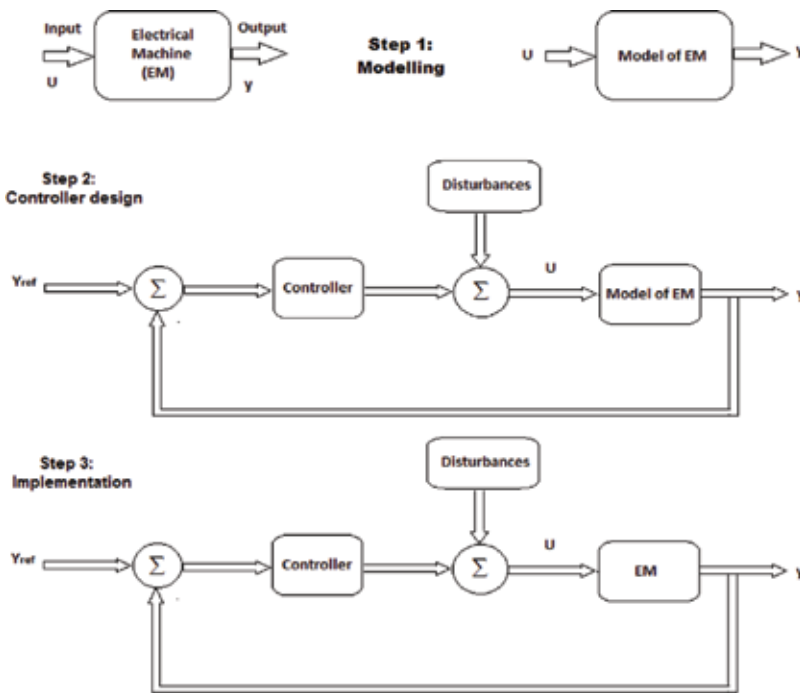 Input
Output
Electrical
Machine
(EM)
U
y
Step 1:
Modelling
U
Model of EM
Y
Step 2:
Controller design
Disturbances
Yref
Σ
Controller
Σ
U
Model of EM
Y
Step 3:
Implementation
Disturbances
Yref
Σ
Controller
Σ
U
EM
Y